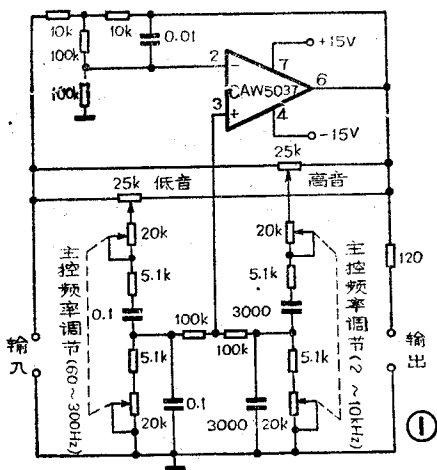 10k
10k
0.01
100k
100k
2
−
7
+15V
CAW5037
6
3
+
4
−15V
25k
25k
低音
高音
20k
20k
120
5.1k
5.1k
0.1
3000
100k
100k
5.1k
5.1k
0.1
3000
20k
20k
主控频率调节(60~300Hz)
主控频率调节(2~10kHz)
输入
输出
①